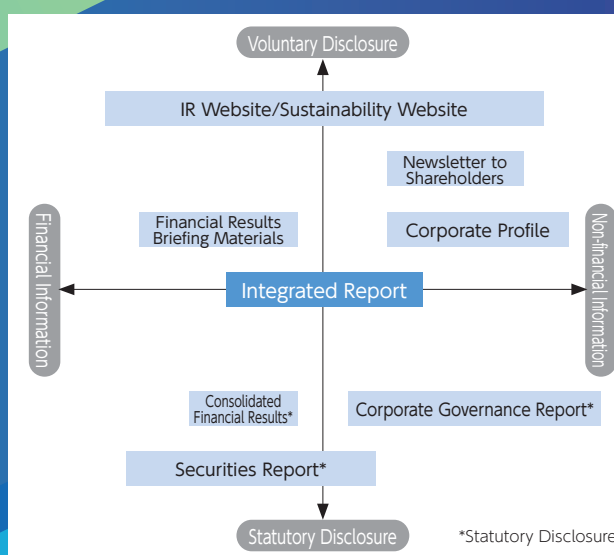 Voluntary Disclosure
IR Website/Sustainability Website
Newsletter to
Shareholders
Financial Results
Briefing Materials
Corporate Profile
Financial Information
Integrated Report
Non-financial Information
Consolidated
Financial Results*
Corporate Governance Report*
Securities Report*
Statutory Disclosure
*Statutory Disclosure